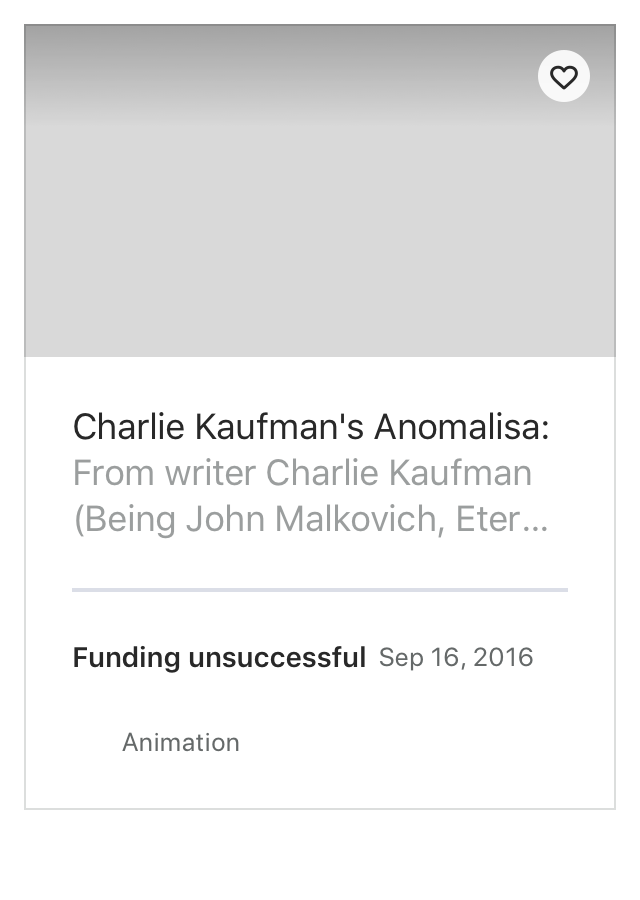 Charlie Kaufman's Anomalisa:
From writer Charlie Kaufman
(Being John Malkovich, Eter...
Funding unsuccessful Sep 16, 2016
Animation